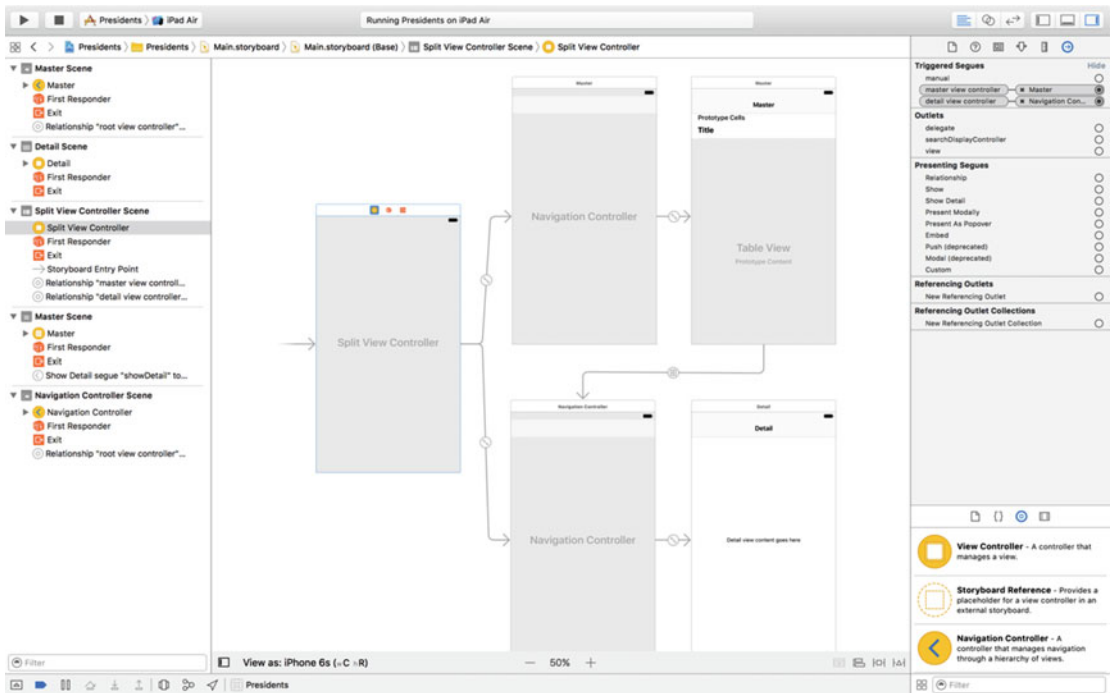 Presidents
iPad Air
Running Presidents on iPad Air
Presidents
Presidents
Main.storyboard
Main.storyboard (Base)
Split View Controller Scene
Split View Controller
Master Scene
Master
First Responder
Exit
Relationship "root view controller"...
Detail Scene
Detail
First Responder
Exit
Split View Controller Scene
Split View Controller
First Responder
Exit
Storyboard Entry Point
Relationship "master view controll...
Relationship "detail view controller...
Master Scene
Master
First Responder
Exit
Show Detail segue "showDetail" to...
Navigation Controller Scene
Navigation Controller
First Responder
Exit
Relationship "root view controller"...
Filter
Split View Controller
Master
Navigation Controller
Master
Master
Prototype Cells
Title
Table View
Prototype Content
Navigation Controller
Navigation Controller
Detail
Detail
Detail view content goes here
View as: iPhone 6s (wC hR)
— 50% +
Presidents
Triggered Segues Hide
manual
master view controller Master
detail view controller Navigation Con...
Outlets
delegate
searchDisplayController
view
Presenting Segues
Relationship
Show
Show Detail
Present Modally
Present As Popover
Embed
Push (deprecated)
Modal (deprecated)
Custom
Referencing Outlets
New Referencing Outlet
Referencing Outlet Collections
New Referencing Outlet Collection
{ }
View Controller - A controller that
manages a view.
Storyboard Reference - Provides a
placeholder for a view controller in an
external storyboard.
Navigation Controller - A
controller that manages navigation
through a hierarchy of views.
Filter